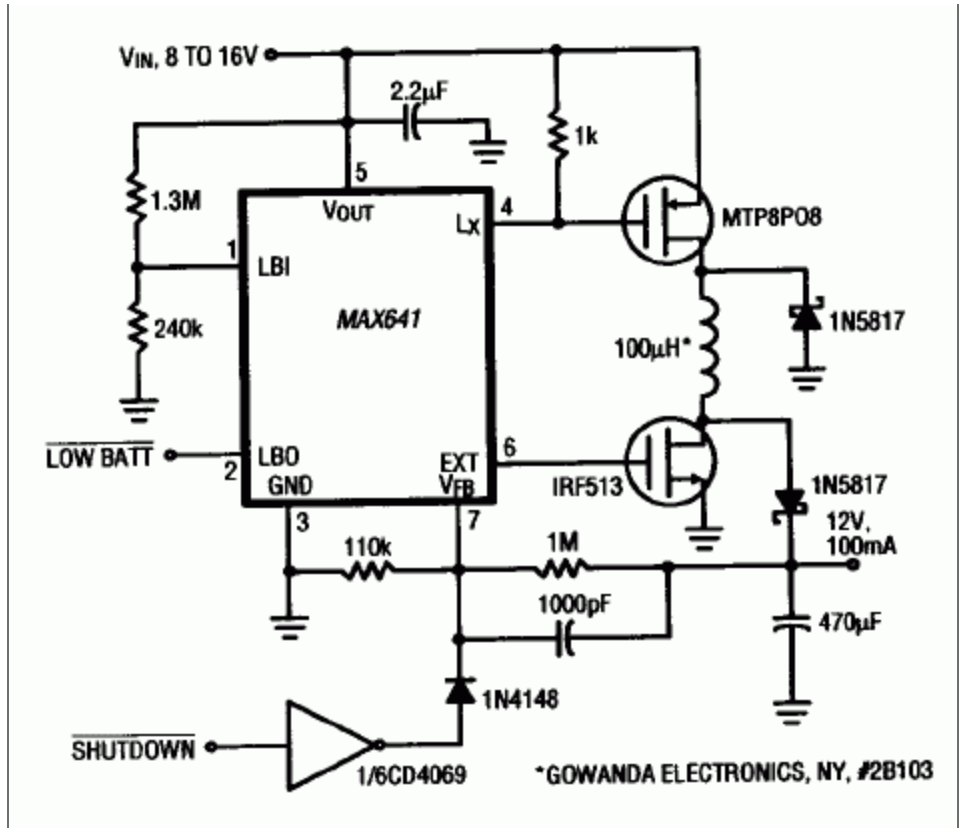 VIN, 8 TO 16V
2.2µF
1k
5
1.3M
VOUT
4
LX
MTP8PO8
1
LBI
240k
MAX641
100µH*
1N5817
LOW BATT
2
LBO
GND
EXT
VFB
6
IRF513
1N5817
12V,
100mA
3
7
110k
1M
1000pF
470µF
1N4148
SHUTDOWN
1/6CD4069
*GOWANDA ELECTRONICS, NY, #2B103